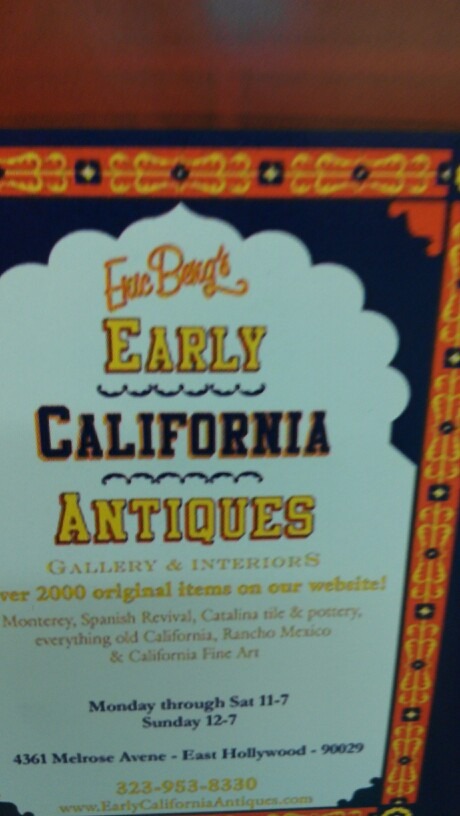 Eric Berg's
EARLY
CALIFORNIA
ANTIQUES
GALLERY & INTERIORS
ver 2000 original items on our website!
Monterey, Spanish Revival, Catalina tile & pottery,
everything old California, Rancho Mexico
& California Fine Art
Monday through Sat 11-7
Sunday 12-7
4361 Melrose Avene - East Hollywood - 90029
323-953-8330
www.EarlyCaliforniaAntiques.com